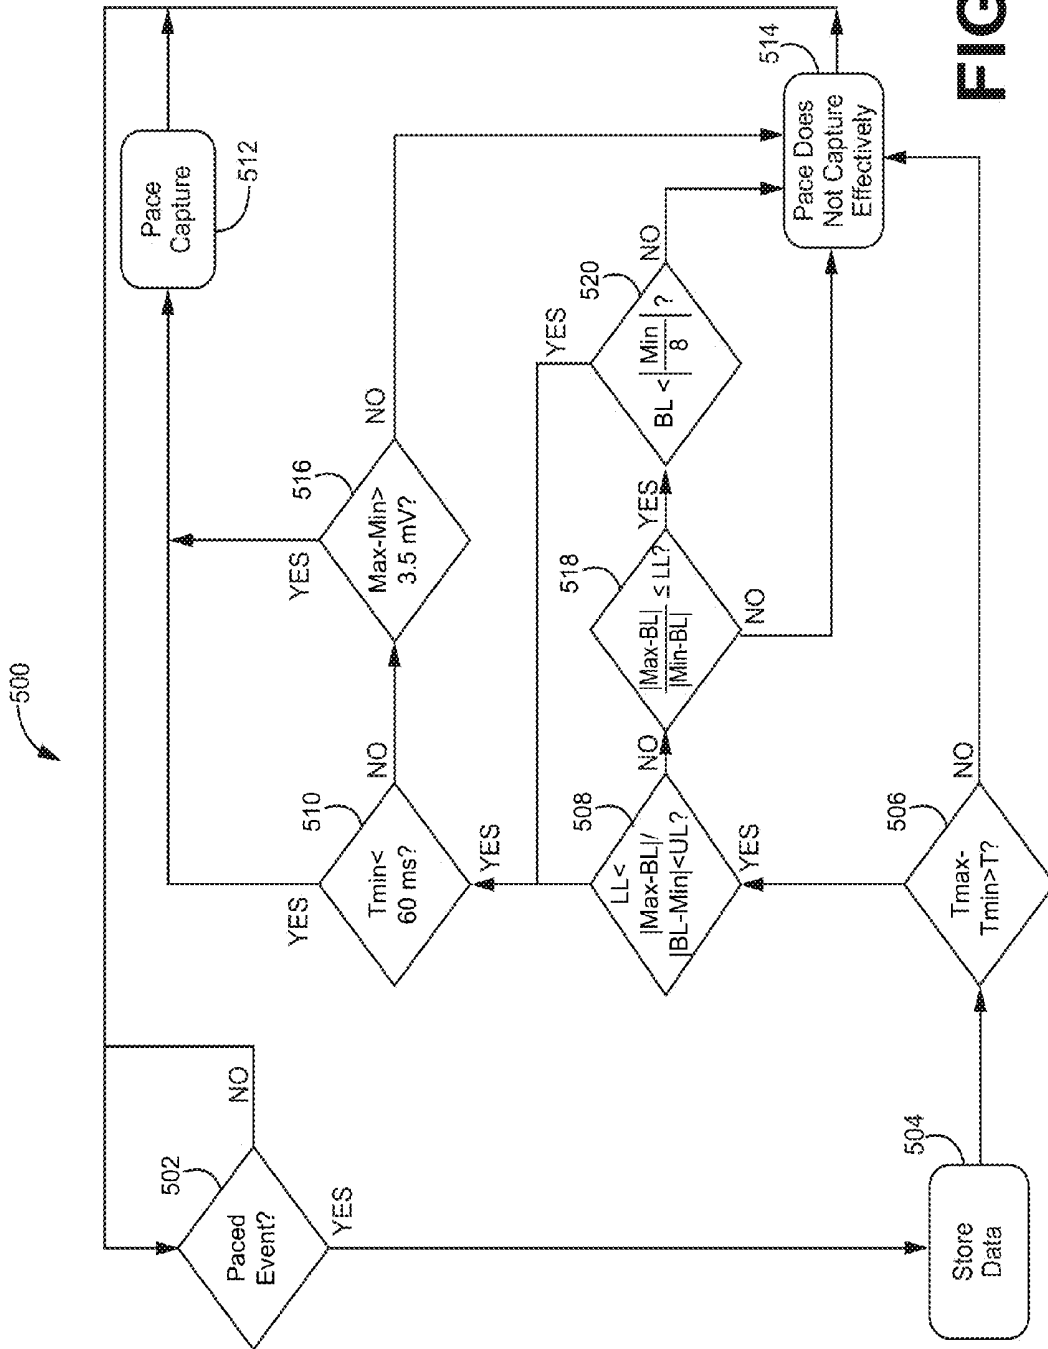 500
502
Paced
Event?
NO
YES
504
Store
Data
506
Tmax-
Tmin>T?
NO
YES
508
LL<
|Max-BL|/
|BL-Min|<UL?
NO
YES
510
Tmin<
60 ms?
YES
NO
516
Max-Min>
3.5 mV?
YES
NO
518
|Max-BL|
|Min-BL|
≤ LL?
YES
NO
520
BL < |Min
8| ?
YES
NO
Pace
Capture
512
514
Pace Does
Not Capture
Effectively
FIG